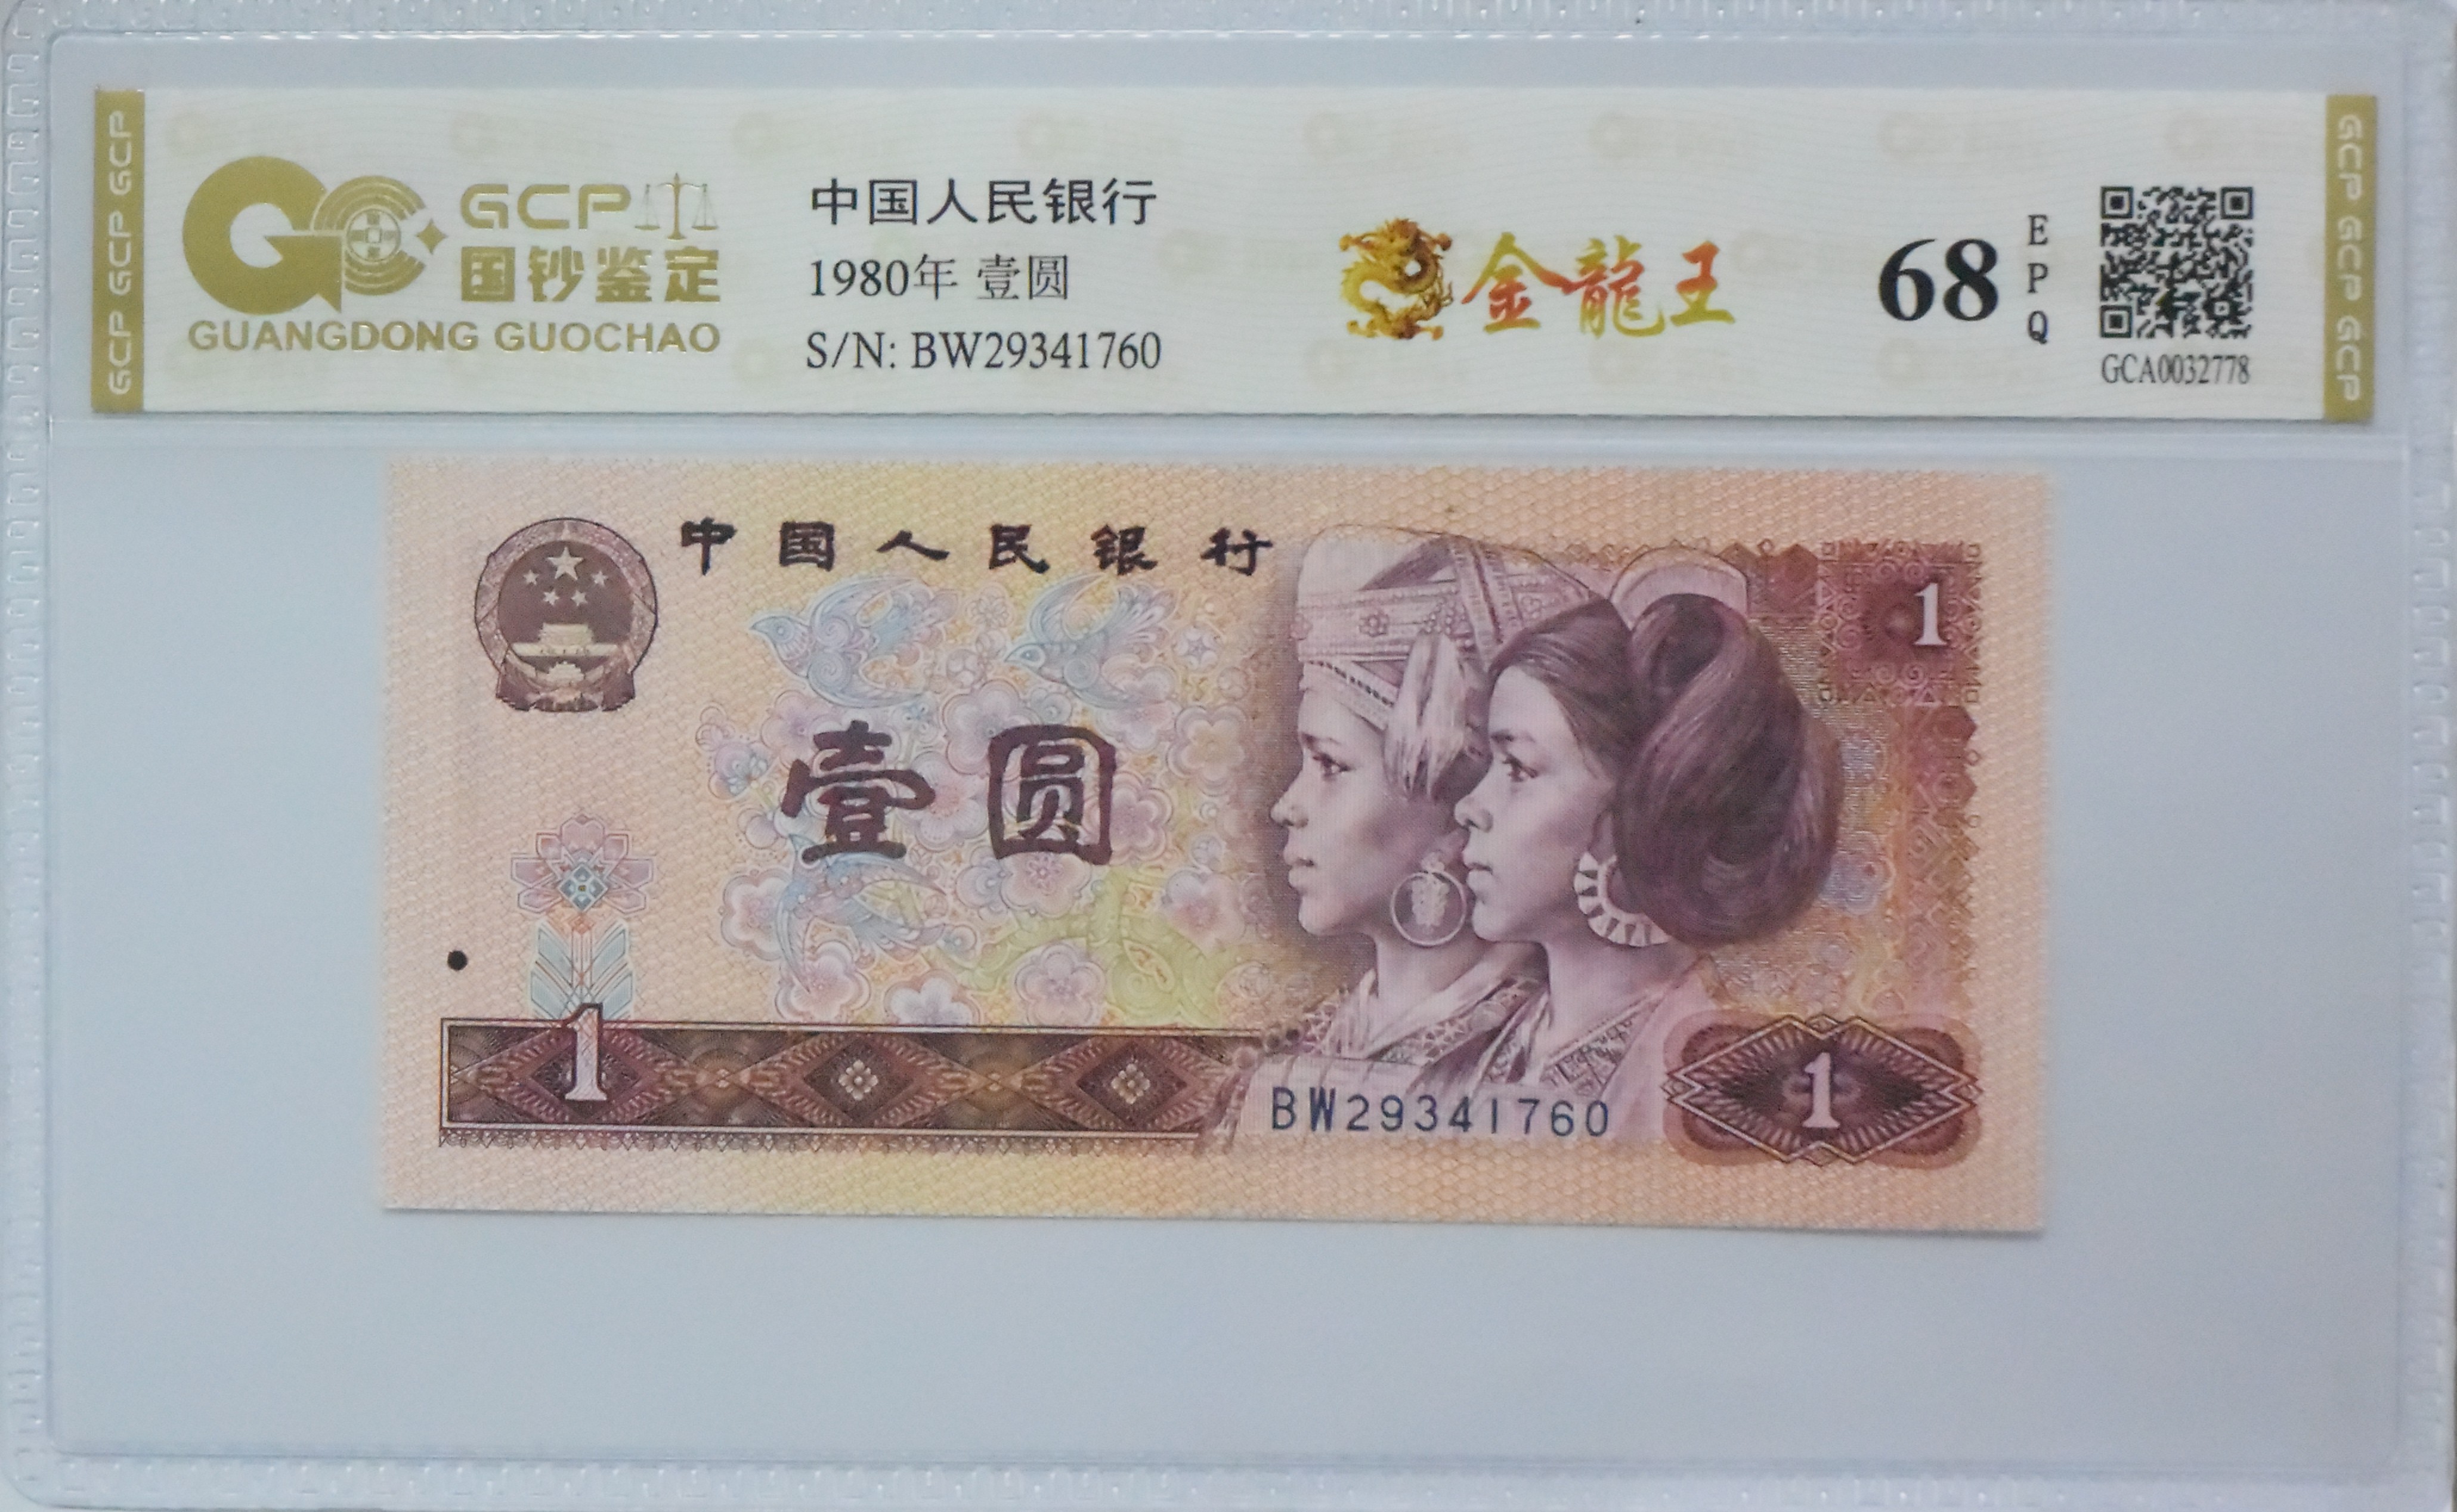 GCP GCP GCP
GCP
国钞鉴定
GUANGDONG GUOCHAO
中国人民银行
1980年 壹圆
S/N: BW29341760
金龍王
68
E
P
Q
GCA0032778
GCP GCP GCP
中国人民银行
1
壹圆
1
BW29341760
1